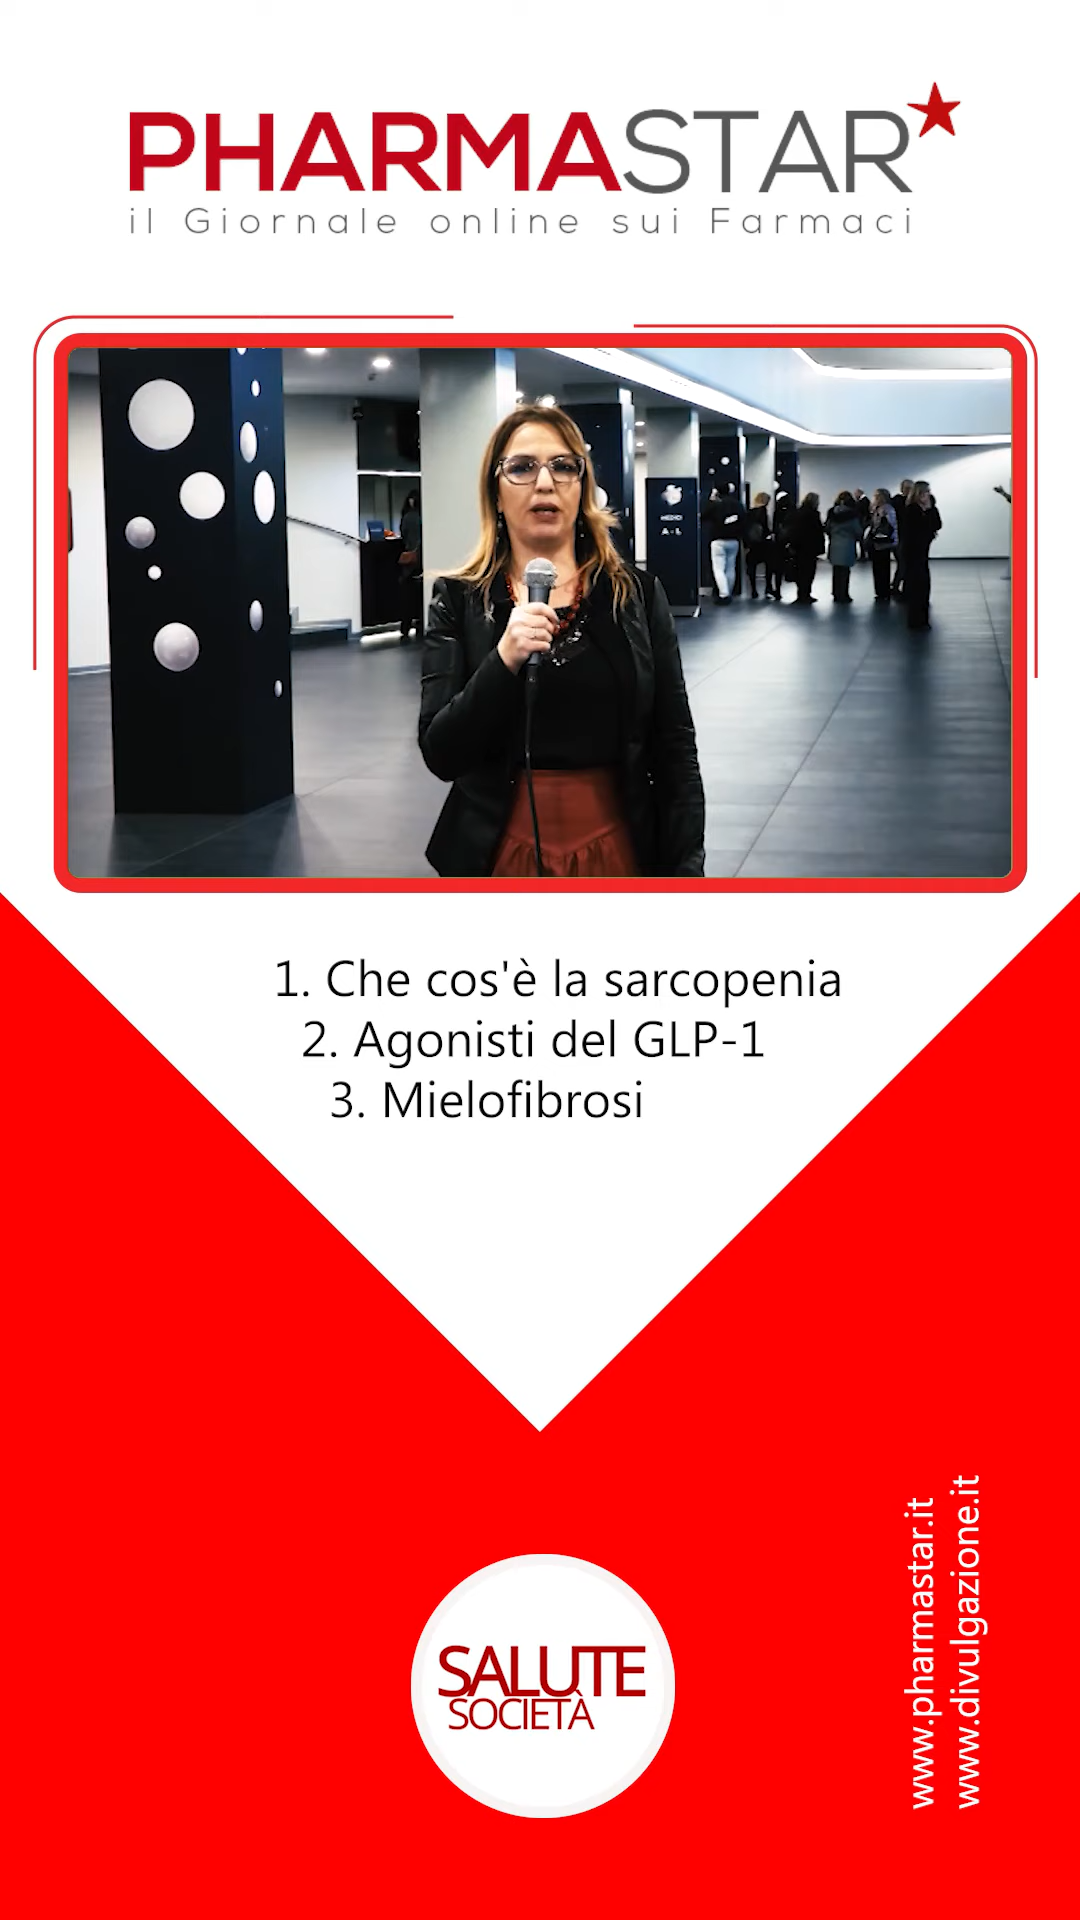 PHARMASTAR
il Giornale online sui Farmaci
MEDICI
A - L
1. Che cos'è la sarcopenia
2. Agonisti del GLP-1
3. Mielofibrosi
SALUTE
SOCIETÀ
www.pharmastar.it
www.divulgazione.it